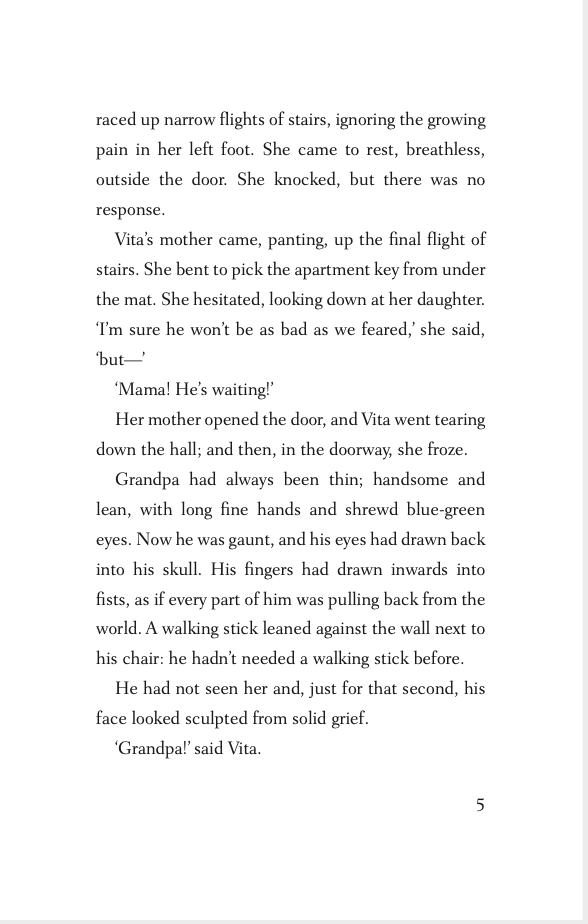 raced up narrow flights of stairs, ignoring the growing
pain in her left foot. She came to rest, breathless,
outside the door. She knocked, but there was no
response.
Vita’s mother came, panting, up the final flight of
stairs. She bent to pick the apartment key from under
the mat. She hesitated, looking down at her daughter.
‘I’m sure he won’t be as bad as we feared,’ she said,
‘but—’
‘Mama! He’s waiting!’
Her mother opened the door, and Vita went tearing
down the hall; and then, in the doorway, she froze.
Grandpa had always been thin; handsome and
lean, with long fine hands and shrewd blue-green
eyes. Now he was gaunt, and his eyes had drawn back
into his skull. His fingers had drawn inwards into
fists, as if every part of him was pulling back from the
world. A walking stick leaned against the wall next to
his chair: he hadn’t needed a walking stick before.
He had not seen her and, just for that second, his
face looked sculpted from solid grief.
‘Grandpa!’ said Vita.
5